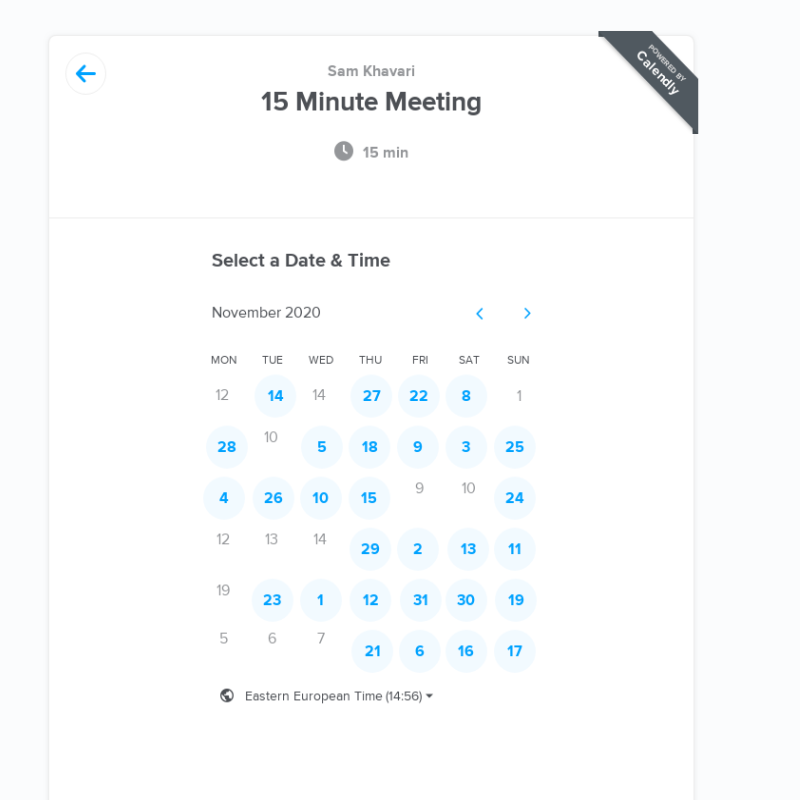 POWERED BY
Calendly
Sam Khavari
15 Minute Meeting
15 min
Select a Date & Time
November 2020
MON TUE WED THU FRI SAT SUN
12 14 14 27 22 8 1
28 10 5 18 9 3 25
4 26 10 15 9 10 24
12 13 14 29 2 13 11
19 23 1 12 31 30 19
5 6 7 21 6 16 17
Eastern European Time (14:56)